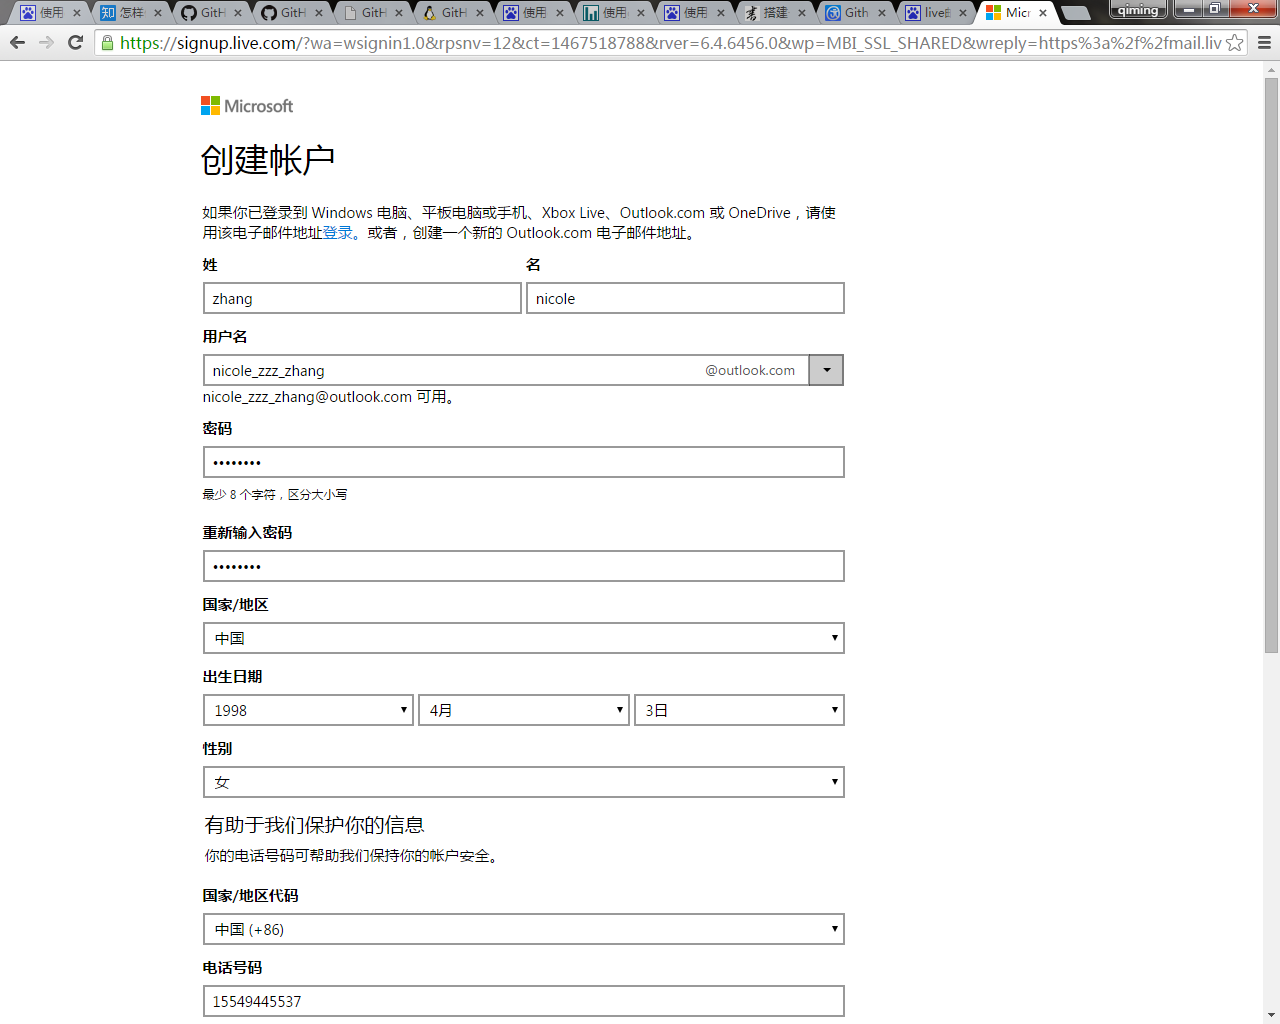 使用 怎样 GitH GitH GitH GitH 使用 使用 使用 搭建 Gith live邮 Micr qiming
https://signup.live.com/?wa=wsignin1.0&rpsnv=12&ct=1467518788&rver=6.4.6456.0&wp=MBI_SSL_SHARED&wreply=https%3a%2f%2fmail.liv
Microsoft
创建帐户
如果你已登录到 Windows 电脑、平板电脑或手机、Xbox Live、Outlook.com 或 OneDrive，请使
用该电子邮件地址登录。或者，创建一个新的 Outlook.com 电子邮件地址。
姓 名
zhang nicole
用户名
nicole_zzz_zhang @outlook.com
nicole_zzz_zhang@outlook.com 可用。
密码
••••••••
最少 8 个字符，区分大小写
重新输入密码
••••••••
国家/地区
中国
出生日期
1998 4月 3日
性别
女
有助于我们保护你的信息
你的电话号码可帮助我们保持你的帐户安全。
国家/地区代码
中国 (+86)
电话号码
15549445537